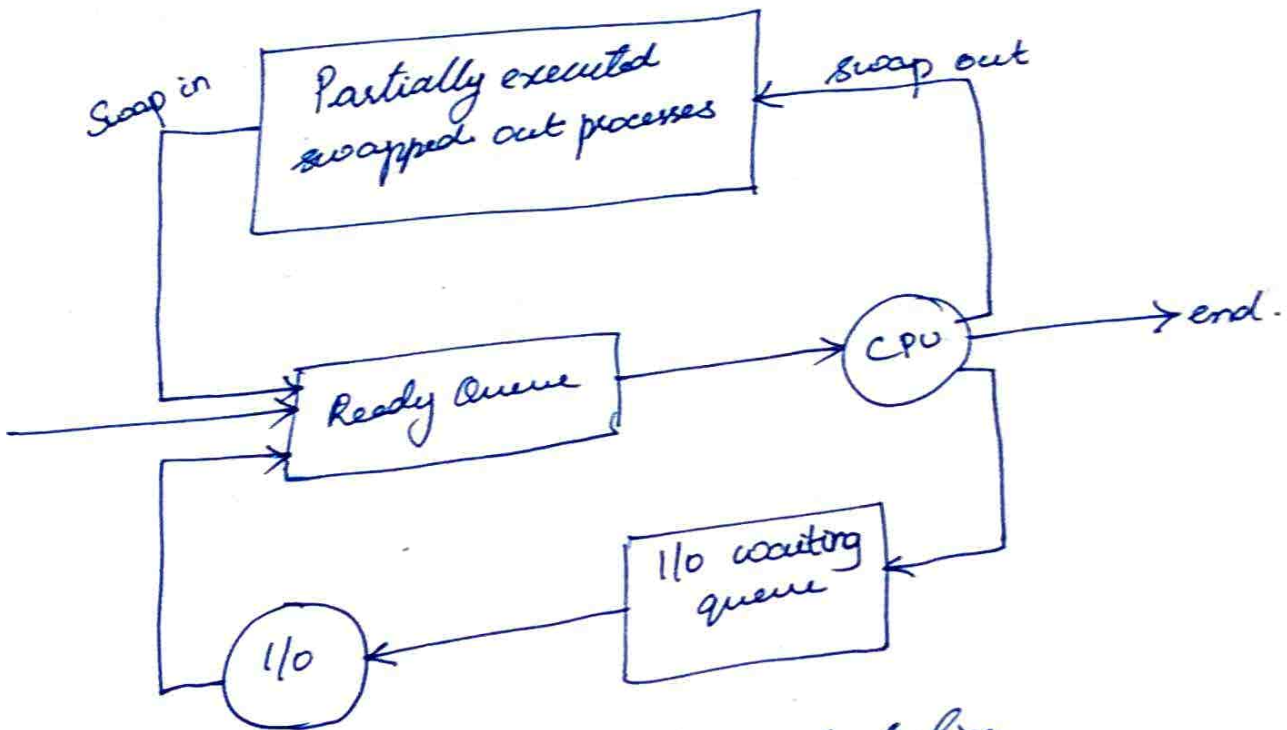 Swap in
Partially executed
swapped out processes
swap out
Ready Queue
CPU
end.
I/O waiting
queue
I/O